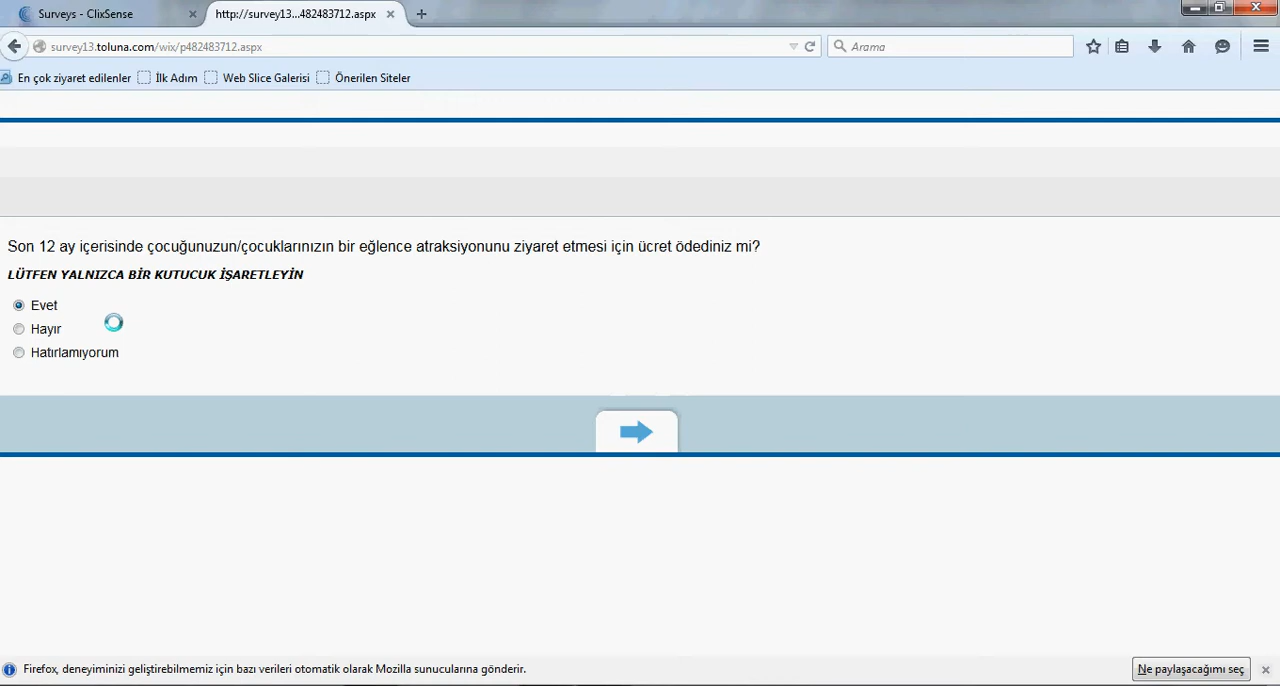 Surveys - ClixSense
http://survey13...482483712.aspx
survey13.toluna.com/wix/p482483712.aspx
Arama
En çok ziyaret edilenler
İlk Adım
Web Slice Galerisi
Önerilen Siteler
Son 12 ay içerisinde çocuğunuzun/çocuklarınızın bir eğlence atraksiyonunu ziyaret etmesi için ücret ödediniz mi?
LÜTFEN YALNIZCA BİR KUTUCUK İŞARETLEYİN
Evet
Hayır
Hatırlamıyorum
Firefox, deneyiminizi geliştirebilmemiz için bazı verileri otomatik olarak Mozilla sunucularına gönderir.
Ne paylaşacağımı seç